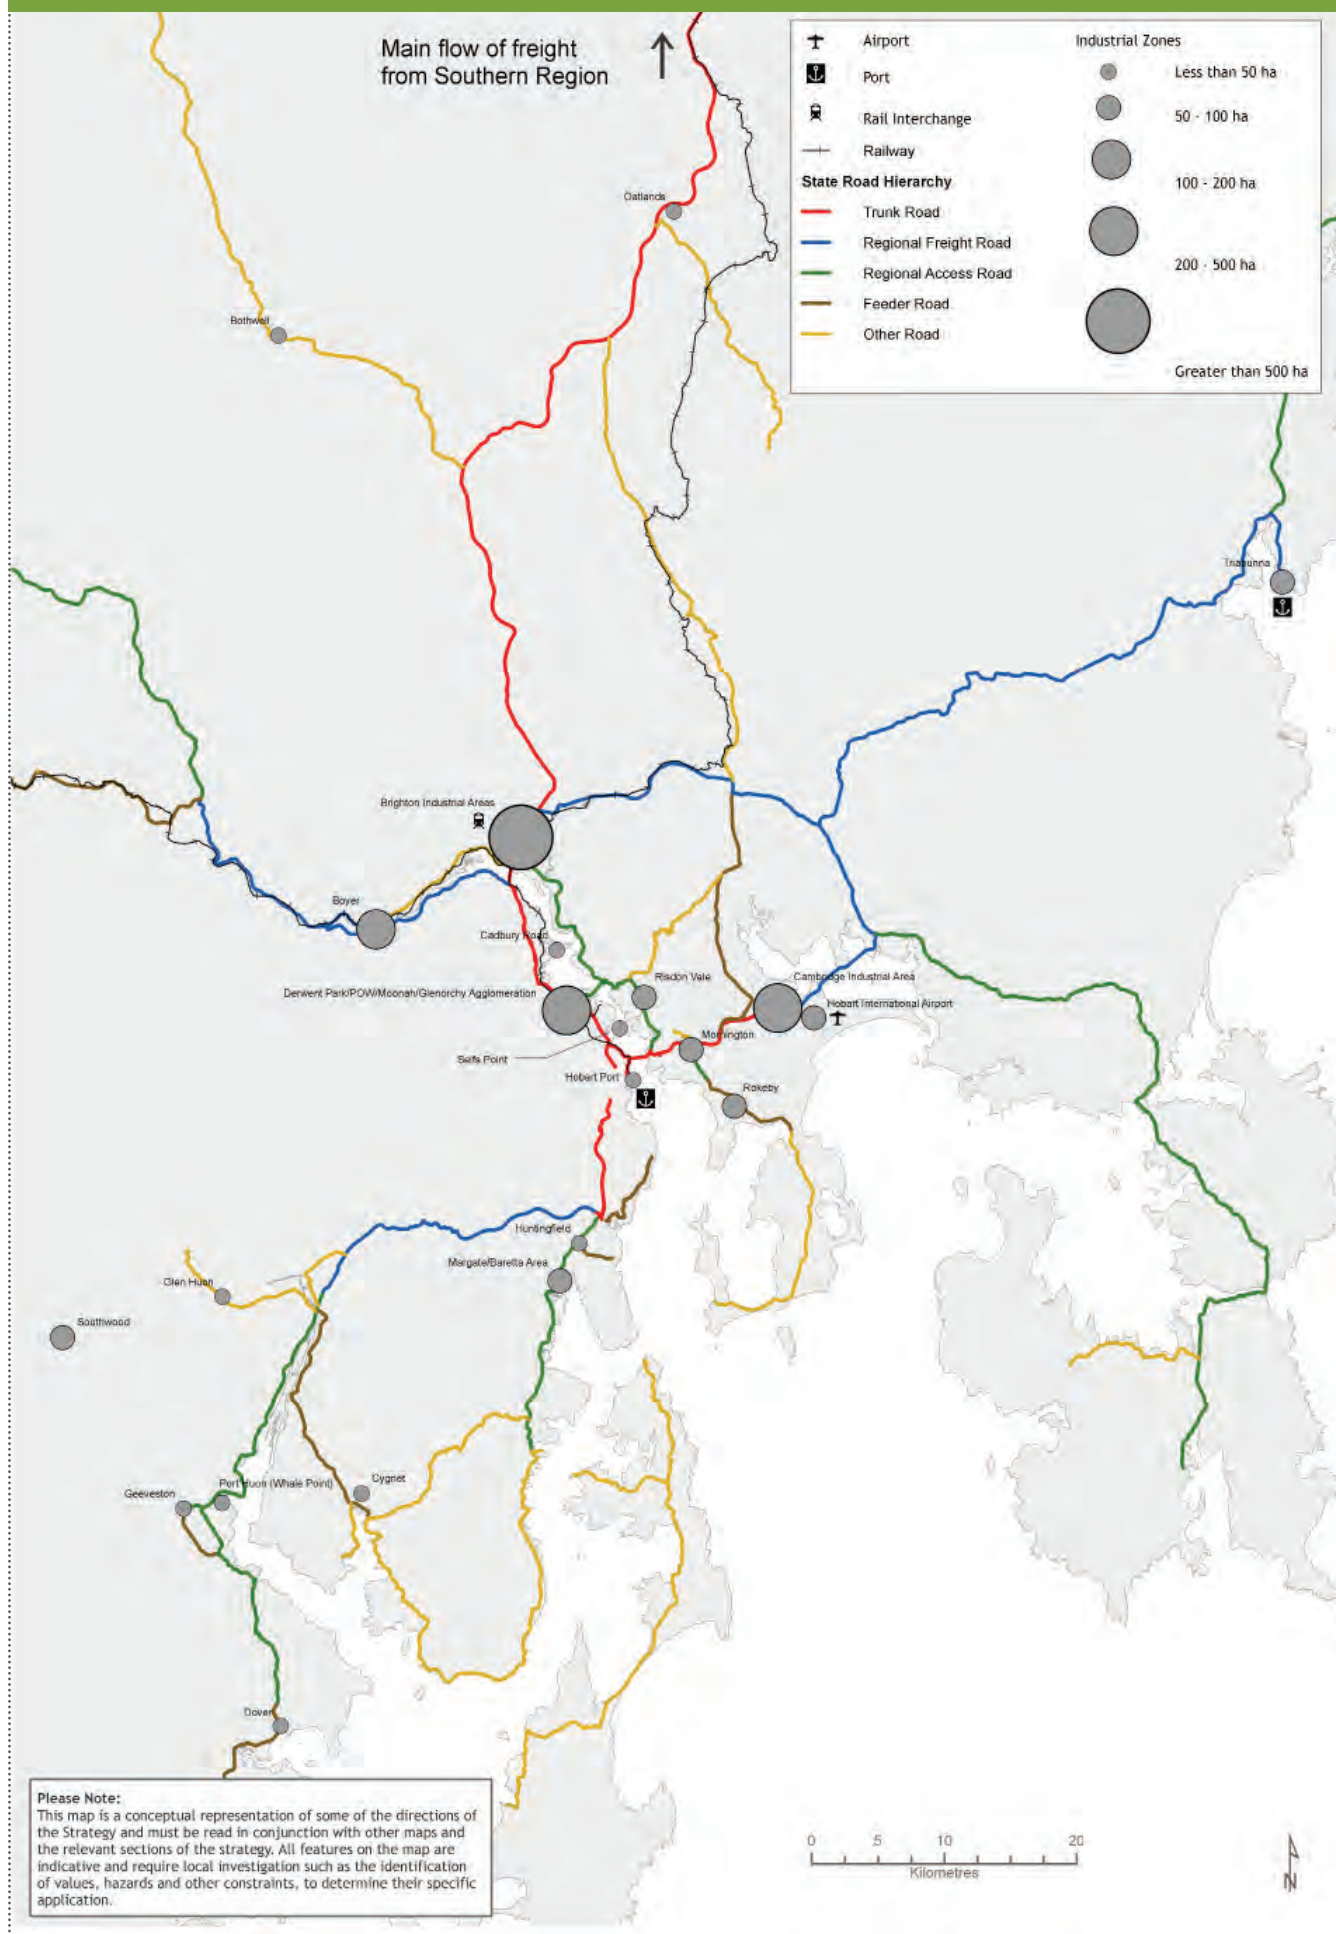 Main flow of freight
from Southern Region
Airport
Port
Rail Interchange
Railway
State Road Hierarchy
Trunk Road
Regional Freight Road
Regional Access Road
Feeder Road
Other Road
Industrial Zones
Less than 50 ha
50 - 100 ha
100 - 200 ha
200 - 500 ha
Greater than 500 ha
Oatlands
Bothwell
Triabunna
Brighton Industrial Areas
Boyer
Cadbury Road
Derwent Park/POW/Moonah/Glenorchy Agglomeration
Risdon Vale
Cambridge Industrial Area
Hobart International Airport
Mornington
Selfs Point
Hobart Port
Rokeby
Huntingfield
Margate/Baretta Area
Glen Huon
Southwood
Geeveston
Port Huon (Whale Point)
Cygnet
Dover
Please Note:
This map is a conceptual representation of some of the directions of
the Strategy and must be read in conjunction with other maps and
the relevant sections of the strategy. All features on the map are
indicative and require local investigation such as the identification
of values, hazards and other constraints, to determine their specific
application.
0 5 10 20
Kilometres
N